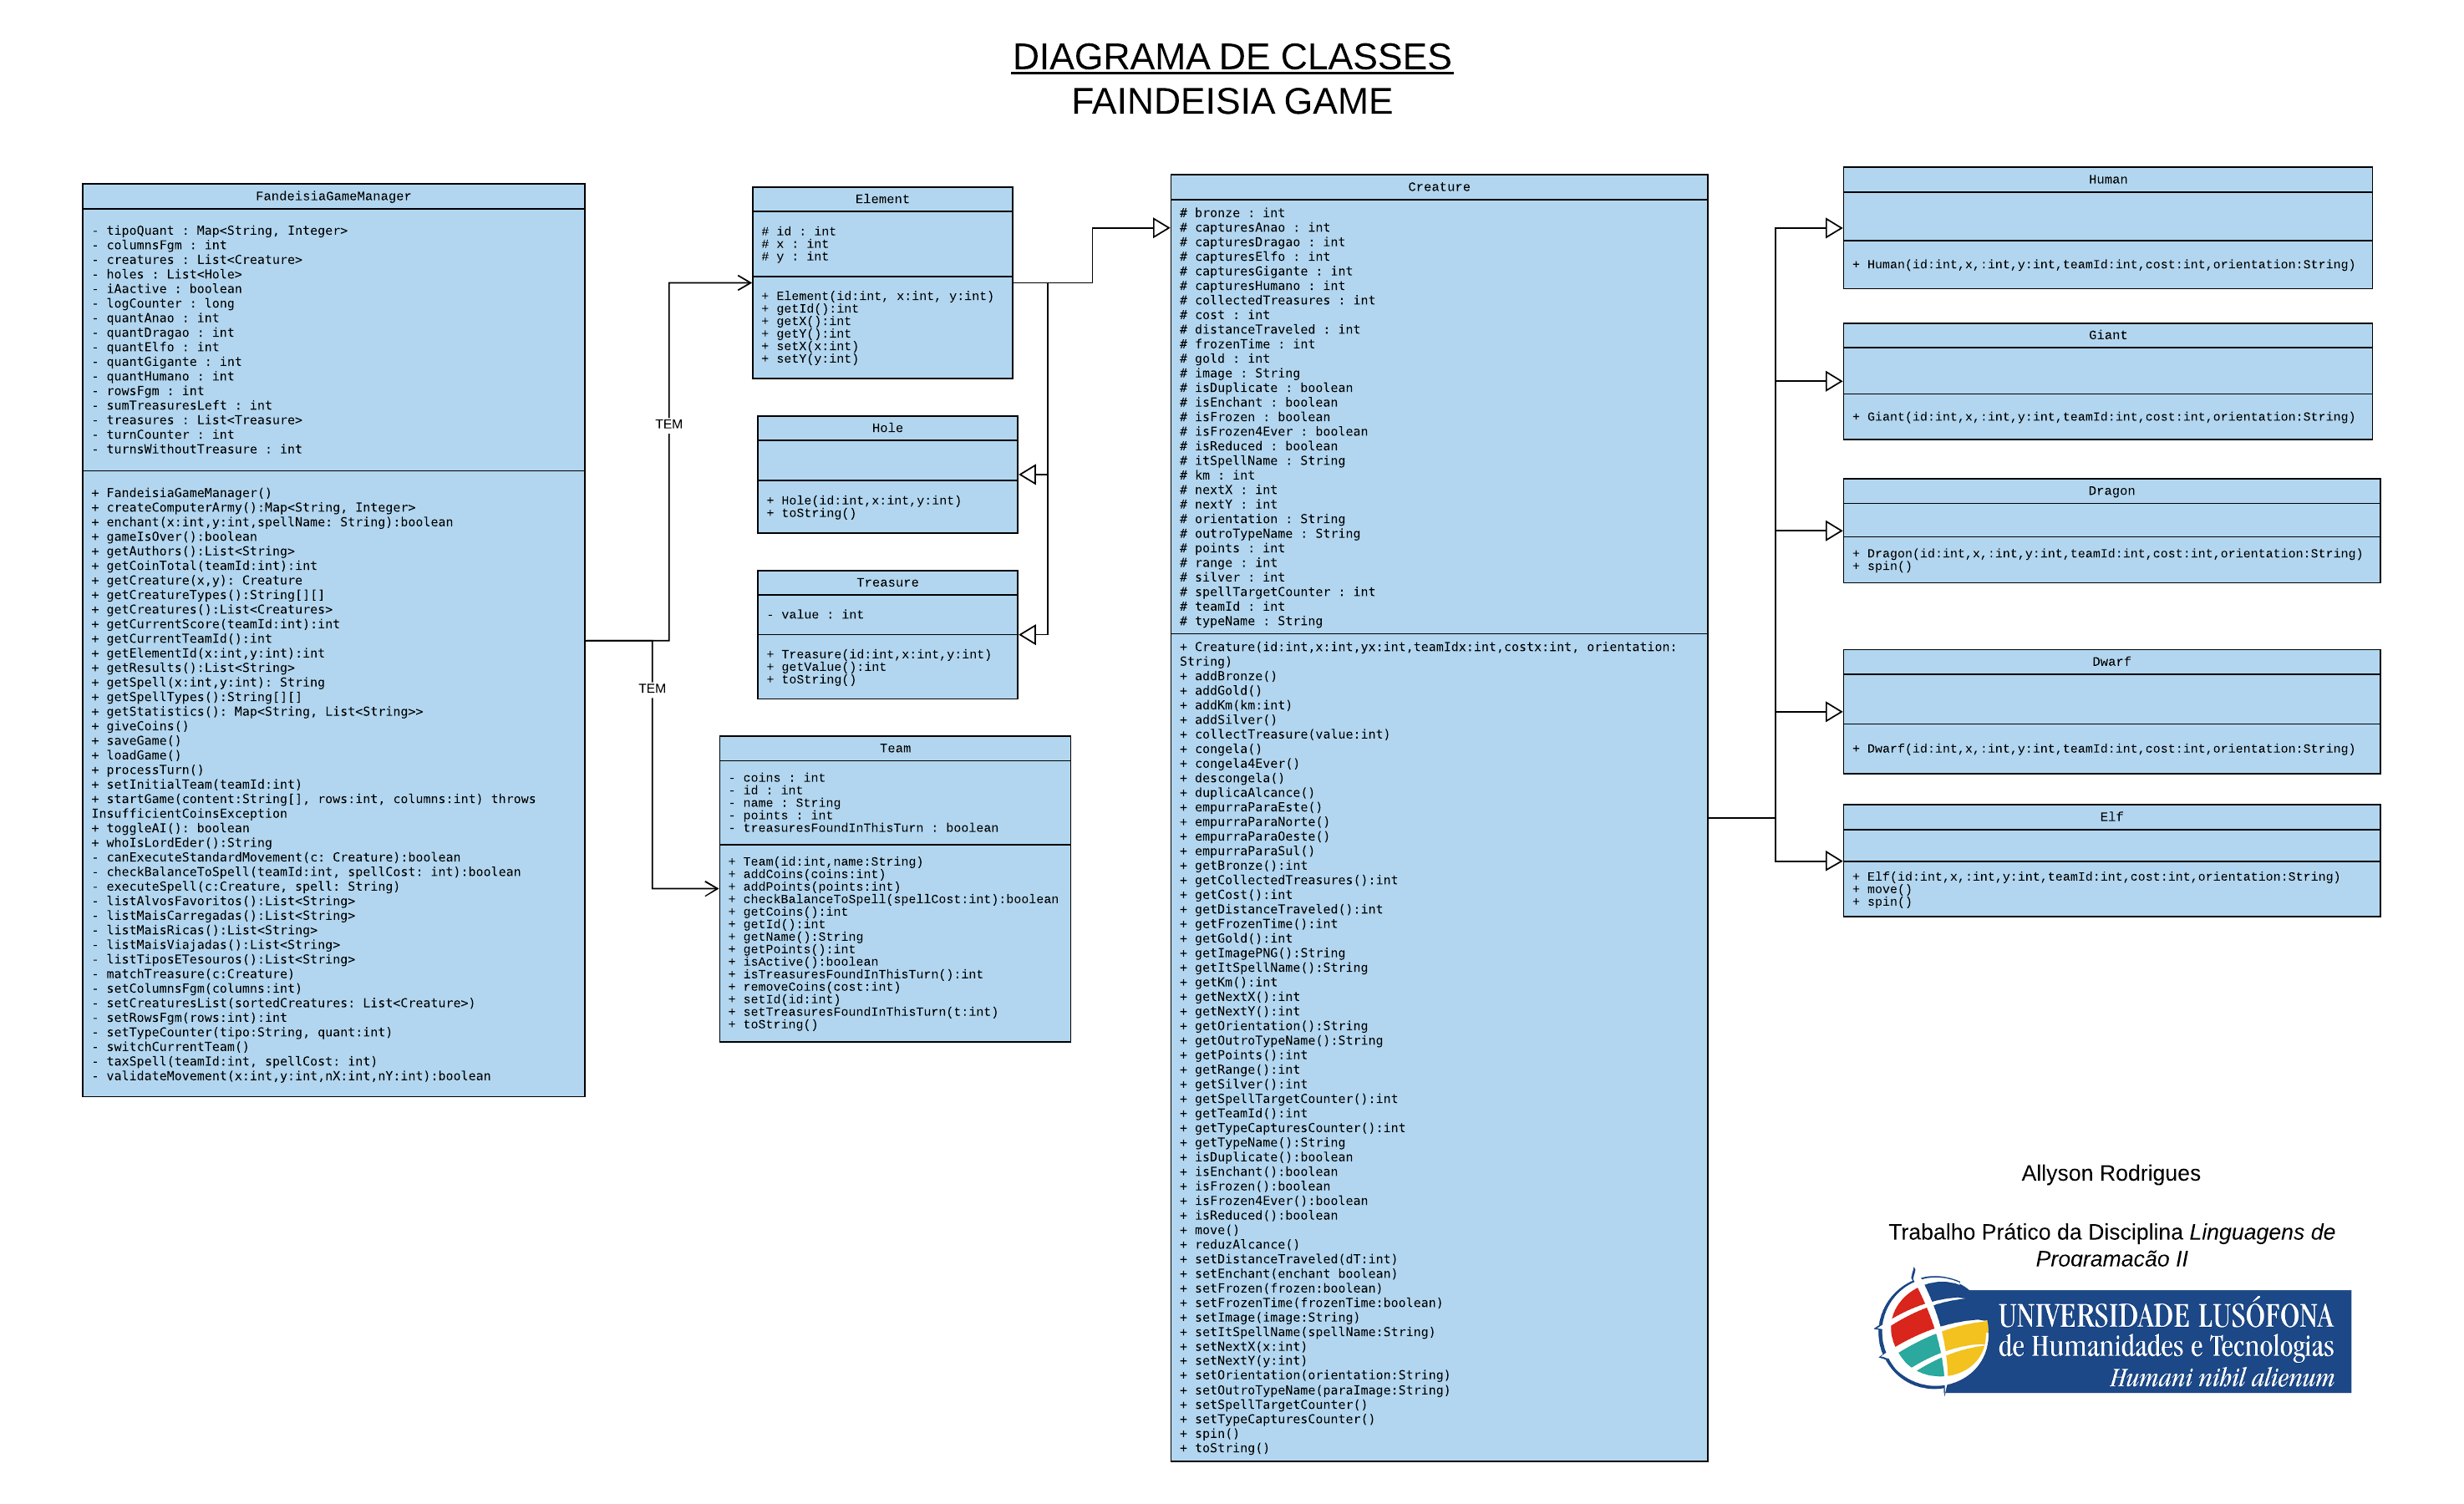 DIAGRAMA DE CLASSES
FAINDEISIA GAME
FandeisiaGameManager
- tipoQuant : Map<String, Integer>
- columnsFgm : int
- creatures : List<Creature>
- holes : List<Hole>
- iAactive : boolean
- logCounter : long
- quantAnao : int
- quantDragao : int
- quantElfo : int
- quantGigante : int
- quantHumano : int
- rowsFgm : int
- sumTreasuresLeft : int
- treasures : List<Treasure>
- turnCounter : int
- turnsWithoutTreasure : int
+ FandeisiaGameManager()
+ createComputerArmy():Map<String, Integer>
+ enchant(x:int,y:int,spellName: String):boolean
+ gameIsOver():boolean
+ getAuthors():List<String>
+ getCoinTotal(teamId:int):int
+ getCreature(x,y): Creature
+ getCreatureTypes():String[][]
+ getCreatures():List<Creatures>
+ getCurrentScore(teamId:int):int
+ getCurrentTeamId():int
+ getElementId(x:int,y:int):int
+ getResults():List<String>
+ getSpell(x:int,y:int): String
+ getSpellTypes():String[][]
+ getStatistics(): Map<String, List<String>>
+ giveCoins()
+ saveGame()
+ loadGame()
+ processTurn()
+ setInitialTeam(teamId:int)
+ startGame(content:String[], rows:int, columns:int) throws
InsufficientCoinsException
+ toggleAI(): boolean
+ whoIsLordEder():String
- canExecuteStandardMovement(c: Creature):boolean
- checkBalanceToSpell(teamId:int, spellCost: int):boolean
- executeSpell(c:Creature, spell: String)
- listAlvosFavoritos():List<String>
- listMaisCarregadas():List<String>
- listMaisRicas():List<String>
- listMaisViajadas():List<String>
- listTiposETesouros():List<String>
- matchTreasure(c:Creature)
- setColumnsFgm(columns:int)
- setCreaturesList(sortedCreatures: List<Creature>)
- setRowsFgm(rows:int):int
- setTypeCounter(tipo:String, quant:int)
- switchCurrentTeam()
- taxSpell(teamId:int, spellCost: int)
- validateMovement(x:int,y:int,nX:int,nY:int):boolean
TEM
TEM
Element
# id : int
# x : int
# y : int
+ Element(id:int, x:int, y:int)
+ getId():int
+ getX():int
+ getY():int
+ setX(x:int)
+ setY(y:int)
Hole
+ Hole(id:int,x:int,y:int)
+ toString()
Treasure
- value : int
+ Treasure(id:int,x:int,y:int)
+ getValue():int
+ toString()
Team
- coins : int
- id : int
- name : String
- points : int
- treasuresFoundInThisTurn : boolean
+ Team(id:int,name:String)
+ addCoins(coins:int)
+ addPoints(points:int)
+ checkBalanceToSpell(spellCost:int):boolean
+ getCoins():int
+ getId():int
+ getName():String
+ getPoints():int
+ isActive():boolean
+ isTreasuresFoundInThisTurn():int
+ removeCoins(cost:int)
+ setId(id:int)
+ setTreasuresFoundInThisTurn(t:int)
+ toString()
Creature
# bronze : int
# capturesAnao : int
# capturesDragao : int
# capturesElfo : int
# capturesGigante : int
# capturesHumano : int
# collectedTreasures : int
# cost : int
# distanceTraveled : int
# frozenTime : int
# gold : int
# image : String
# isDuplicate : boolean
# isEnchant : boolean
# isFrozen : boolean
# isFrozen4Ever : boolean
# isReduced : boolean
# itSpellName : String
# km : int
# nextX : int
# nextY : int
# orientation : String
# outroTypeName : String
# points : int
# range : int
# silver : int
# spellTargetCounter : int
# teamId : int
# typeName : String
+ Creature(id:int,x:int,yx:int,teamIdx:int,costx:int, orientation:
String)
+ addBronze()
+ addGold()
+ addKm(km:int)
+ addSilver()
+ collectTreasure(value:int)
+ congela()
+ congela4Ever()
+ descongela()
+ duplicaAlcance()
+ empurraParaEste()
+ empurraParaNorte()
+ empurraParaOeste()
+ empurraParaSul()
+ getBronze():int
+ getCollectedTreasures():int
+ getCost():int
+ getDistanceTraveled():int
+ getFrozenTime():int
+ getGold():int
+ getImagePNG():String
+ getItSpellName():String
+ getKm():int
+ getNextX():int
+ getNextY():int
+ getOrientation():String
+ getOutroTypeName():String
+ getPoints():int
+ getRange():int
+ getSilver():int
+ getSpellTargetCounter():int
+ getTeamId():int
+ getTypeCapturesCounter():int
+ getTypeName():String
+ isDuplicate():boolean
+ isEnchant():boolean
+ isFrozen():boolean
+ isFrozen4Ever():boolean
+ isReduced():boolean
+ move()
+ reduzAlcance()
+ setDistanceTraveled(dT:int)
+ setEnchant(enchant boolean)
+ setFrozen(frozen:boolean)
+ setFrozenTime(frozenTime:boolean)
+ setImage(image:String)
+ setItSpellName(spellName:String)
+ setNextX(x:int)
+ setNextY(y:int)
+ setOrientation(orientation:String)
+ setOutroTypeName(paraImage:String)
+ setSpellTargetCounter()
+ setTypeCapturesCounter()
+ spin()
+ toString()
Human
+ Human(id:int,x,:int,y:int,teamId:int,cost:int,orientation:String)
Giant
+ Giant(id:int,x,:int,y:int,teamId:int,cost:int,orientation:String)
Dragon
+ Dragon(id:int,x,:int,y:int,teamId:int,cost:int,orientation:String)
+ spin()
Dwarf
+ Dwarf(id:int,x,:int,y:int,teamId:int,cost:int,orientation:String)
Elf
+ Elf(id:int,x,:int,y:int,teamId:int,cost:int,orientation:String)
+ move()
+ spin()
Allyson Rodrigues
Trabalho Prático da Disciplina Linguagens de
Programação II
UNIVERSIDADE LUSÓFONA
de Humanidades e Tecnologias
Humani nihil alienum